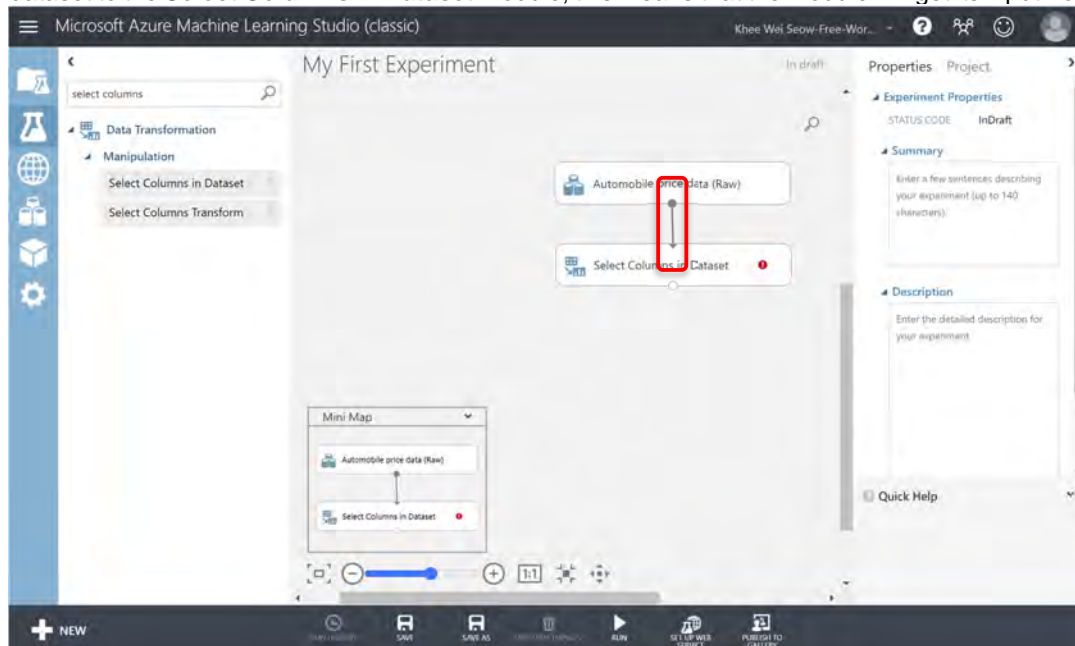 Microsoft Azure Machine Learning Studio (classic)
Khee Wei Seow-Free-Wor...
select columns
Data Transformation
Manipulation
Select Columns in Dataset
Select Columns Transform
My First Experiment
In draft
Automobile price data (Raw)
Select Columns in Dataset
Mini Map
Automobile price data (Raw)
Select Columns in Dataset
1:1
Properties Project
Experiment Properties
STATUS CODE InDraft
Summary
Enter a few sentences describing
your experiment (up to 140
characters).
Description
Enter the detailed description for
your experiment
Quick Help
NEW
SAVE
SAVE AS
RUN
SET UP WEB
SERVICE
PUBLISH TO
GALLERY